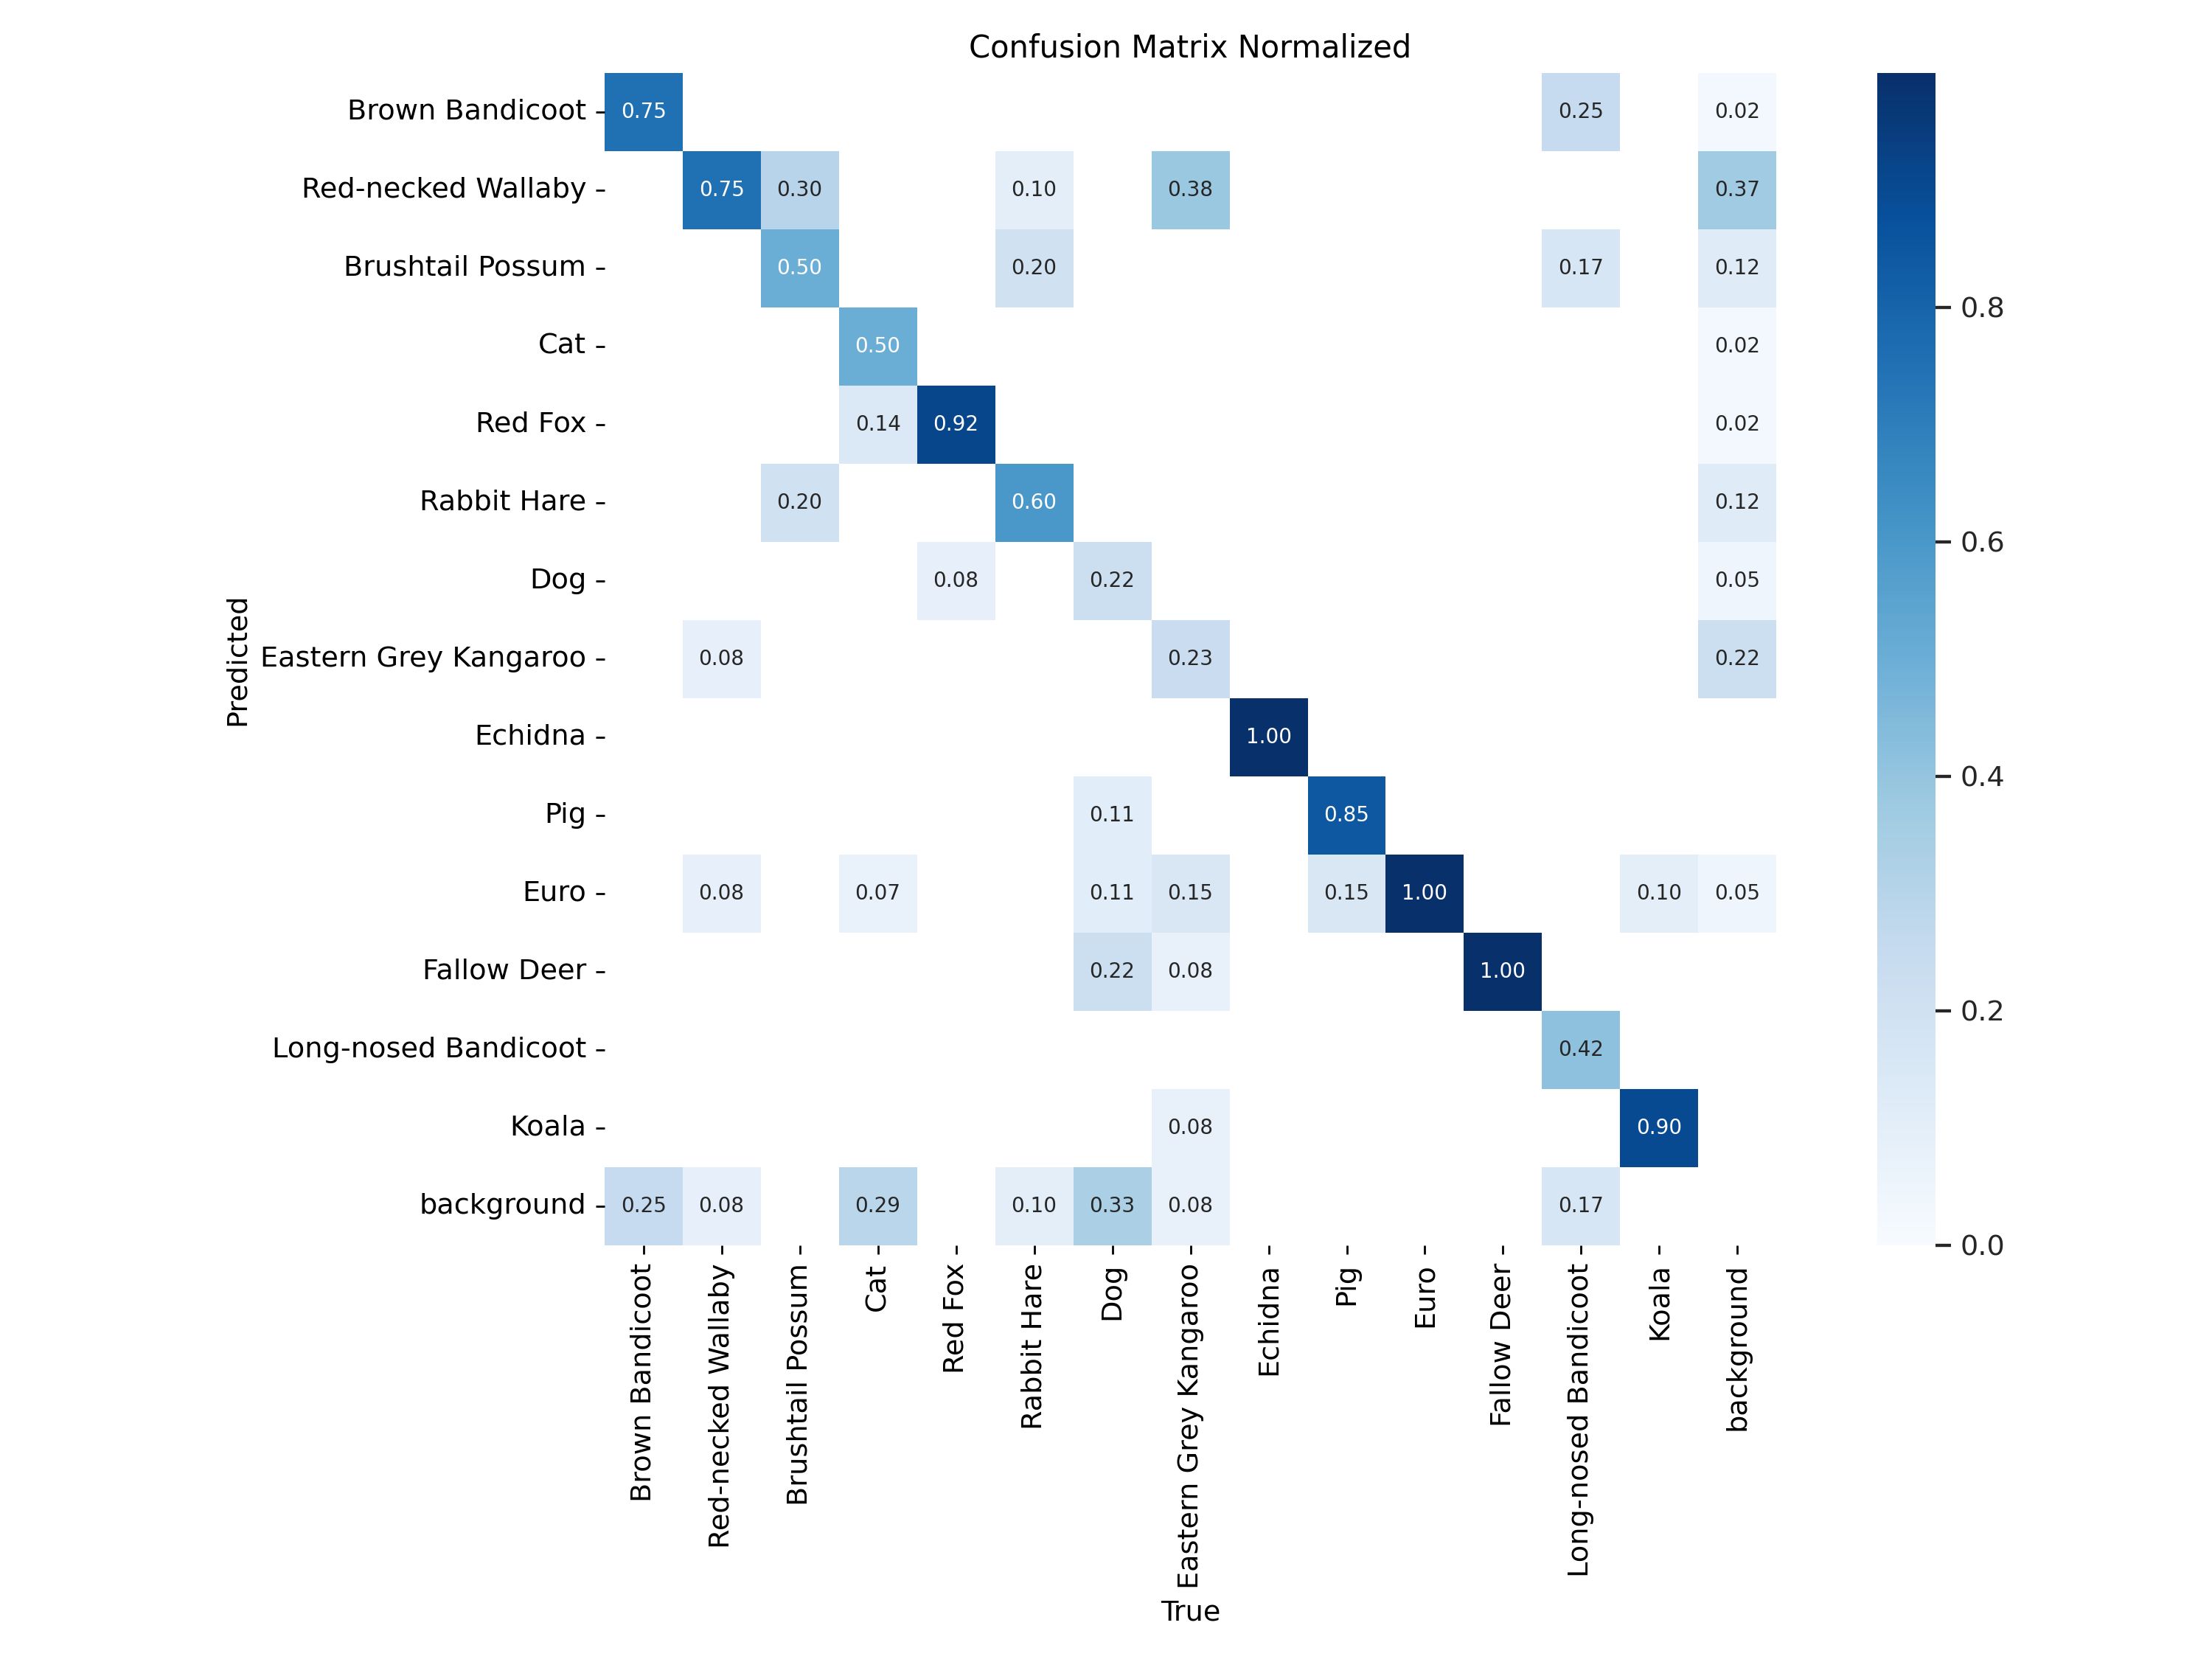 Confusion Matrix Normalized
Brown Bandicoot 0.75 0.25 0.02
Red-necked Wallaby 0.75 0.30 0.10 0.38 0.37
Brushtail Possum 0.50 0.20 0.17 0.12
Cat 0.50 0.02
Red Fox 0.14 0.92 0.02
Rabbit Hare 0.20 0.60 0.12
Dog 0.08 0.22 0.05
Eastern Grey Kangaroo 0.08 0.23 0.22
Echidna 1.00
Pig 0.11 0.85
Euro 0.08 0.07 0.11 0.15 0.15 1.00 0.10 0.05
Fallow Deer 0.22 0.08 1.00
Long-nosed Bandicoot 0.42
Koala 0.08 0.90
background 0.25 0.08 0.29 0.10 0.33 0.08 0.17
Predicted
Brown Bandicoot
Red-necked Wallaby
Brushtail Possum
Cat
Red Fox
Rabbit Hare
Dog
Eastern Grey Kangaroo
Echidna
Pig
Euro
Fallow Deer
Long-nosed Bandicoot
Koala
background
True
0.8
0.6
0.4
0.2
0.0